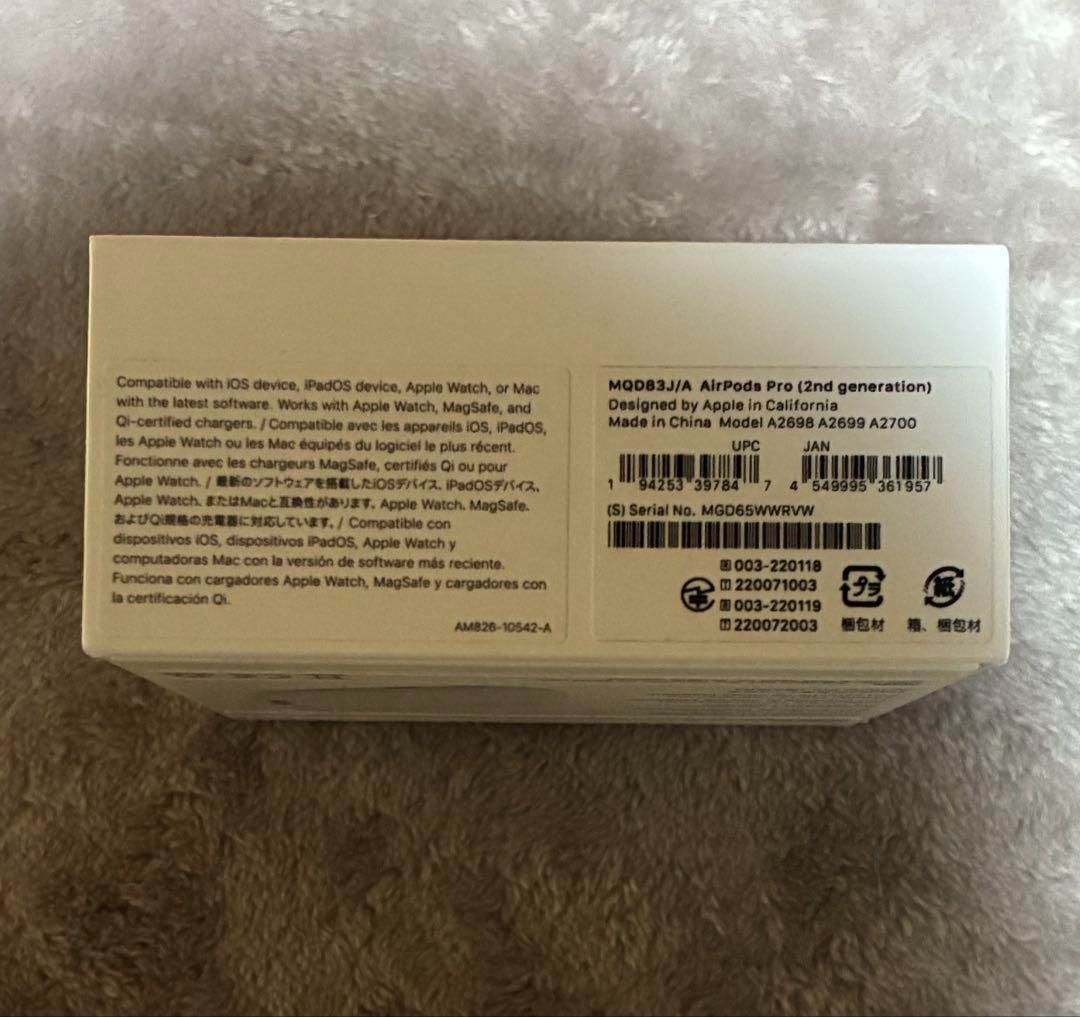 Compatible with iOS device, iPadOS device, Apple Watch, or Mac
with the latest software. Works with Apple Watch, MagSafe, and
Qi-certified chargers. / Compatible avec les appareils iOS, iPadOS,
les Apple Watch ou les Mac équipés du logiciel le plus récent.
Fonctionne avec les chargeurs MagSafe, certifiés Qi ou pour
Apple Watch. / 最新のソフトウェアを搭載したiOSデバイス、iPadOSデバイス、
Apple Watch、またはMacと互換性があります。Apple Watch、MagSafe、
およびQi規格の充電器に対応しています。/ Compatible con
dispositivos iOS, dispositivos iPadOS, Apple Watch y
computadoras Mac con la versión de software más reciente.
Funciona con cargadores Apple Watch, MagSafe y cargadores con
la certificación Qi.
AM826-10542-A
MQD83J/A AirPods Pro (2nd generation)
Designed by Apple in California
Made in China Model A2698 A2699 A2700
UPC JAN
1 94253 39784 7 4 549995 361957
(S) Serial No. MGD65WWRVW
R 003-220118
T 220071003
R 003-220119
T 220072003
プラ
梱包材
紙
箱、梱包材